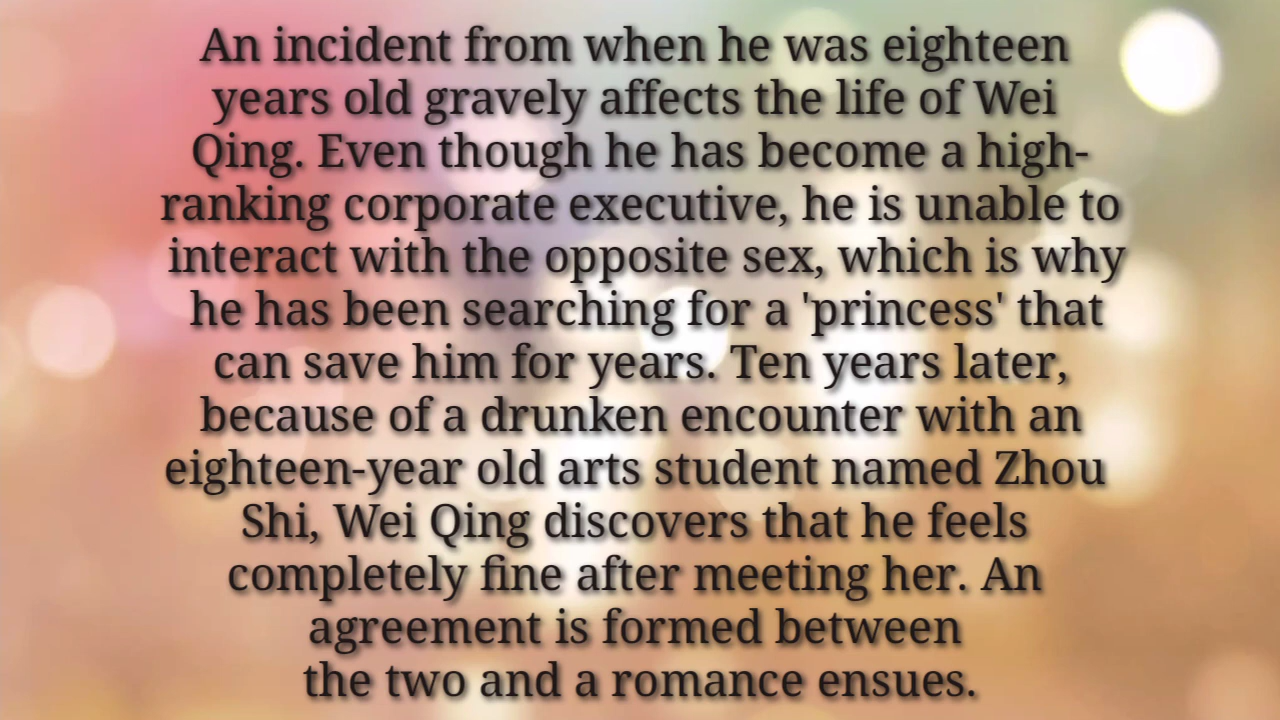 An incident from when he was eighteen
years old gravely affects the life of Wei
Qing. Even though he has become a high-
ranking corporate executive, he is unable to
interact with the opposite sex, which is why
he has been searching for a 'princess' that
can save him for years. Ten years later,
because of a drunken encounter with an
eighteen-year old arts student named Zhou
Shi, Wei Qing discovers that he feels
completely fine after meeting her. An
agreement is formed between
the two and a romance ensues.